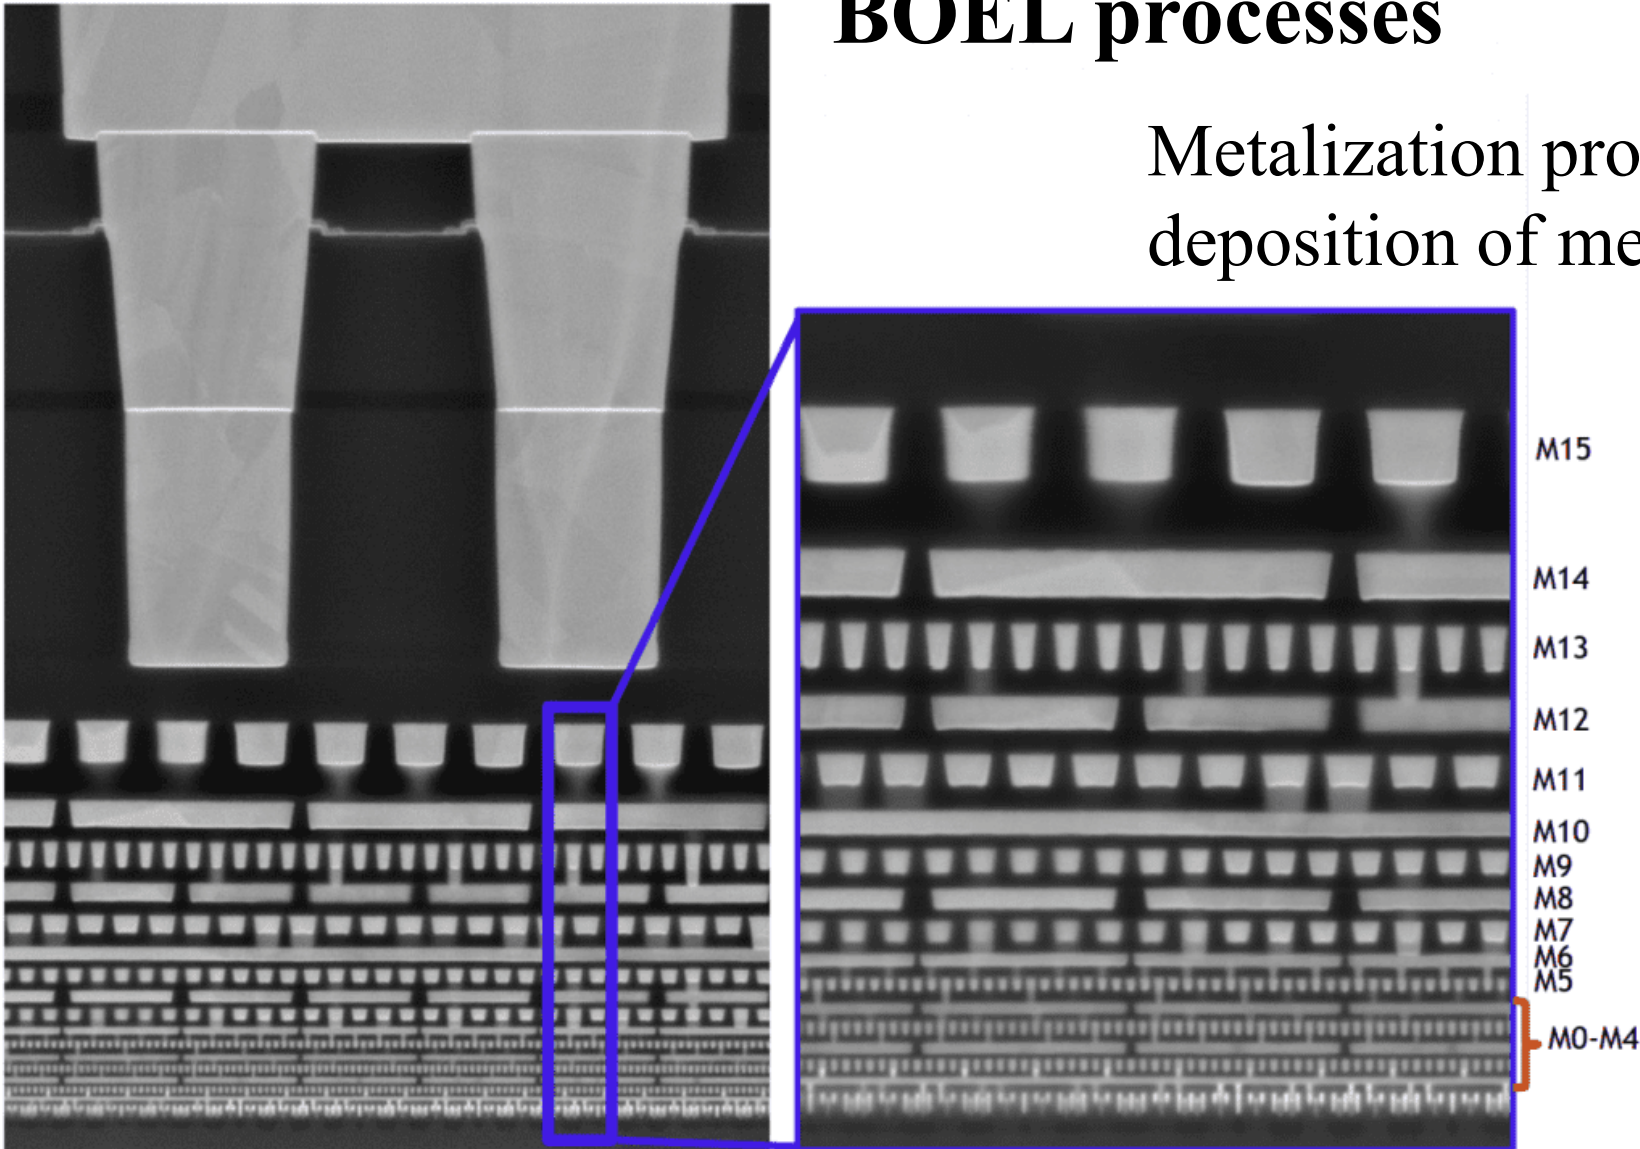 BOEL processes
Metalization pro
deposition of me
M15
M14
M13
M12
M11
M10
M9
M8
M7
M6
M5
M0-M4